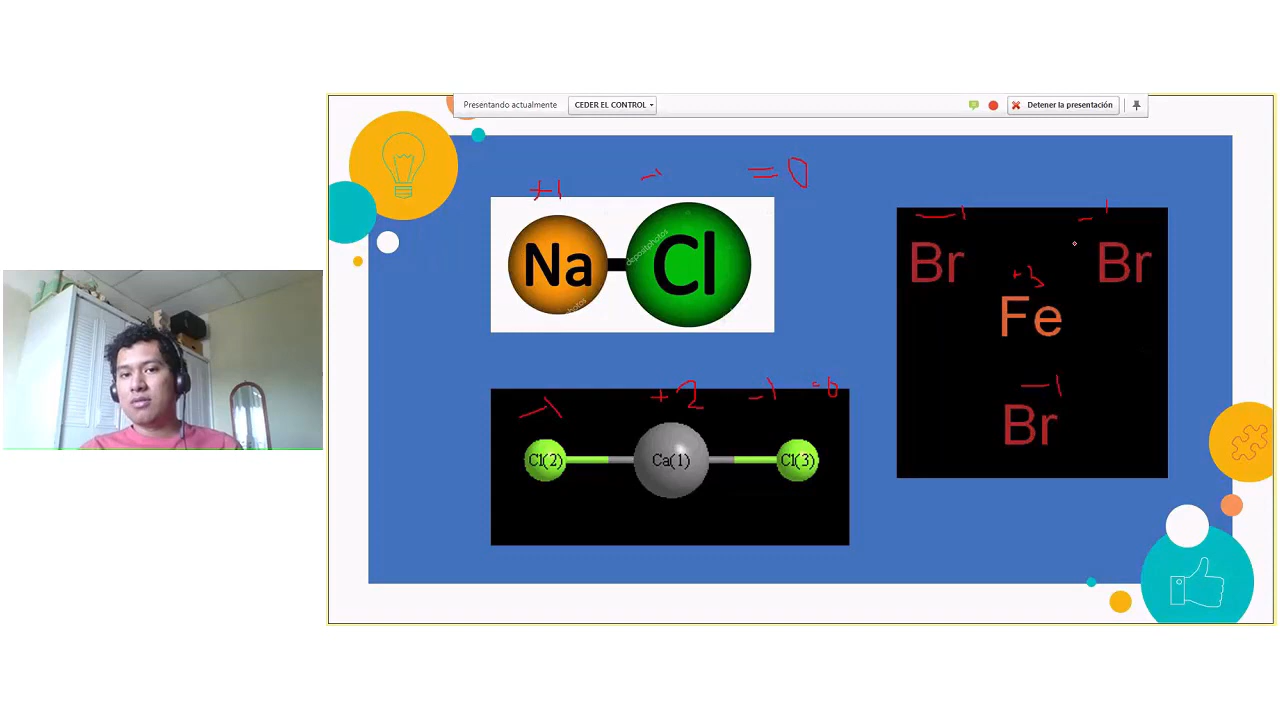 Presentando actualmente CEDER EL CONTROL Detener la presentación
+1 = 0
Na Cl
depositphotos
-1 -1
Br Br
+3
Fe
-1
Br
-1 +2 -1 =0
Cl(2) Ca(1) Cl(3)